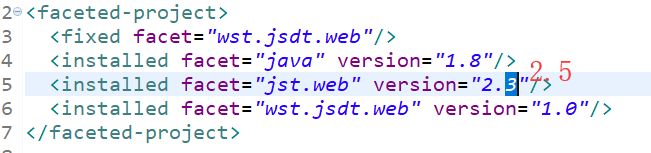 2 <faceted-project>
3 <fixed facet="wst.jsdt.web"/>
4 <installed facet="java" version="1.8"/>
5 <installed facet="jst.web" version="2.3"/> 2.5
6 <installed facet="wst.jsdt.web" version="1.0"/>
7 </faceted-project>